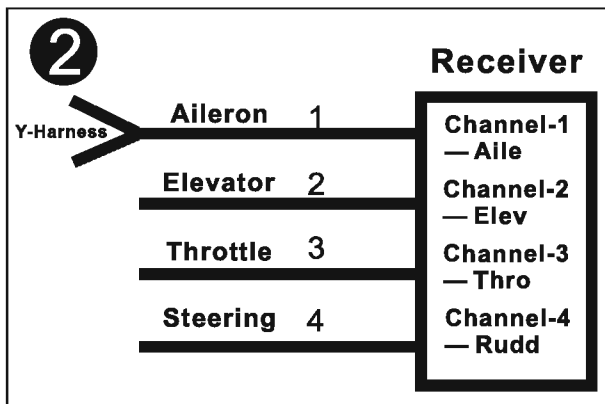 2
Receiver
Y-Harness
Aileron 1
Channel-1
— Aile
Elevator 2
Channel-2
— Elev
Throttle 3
Channel-3
— Thro
Steering 4
Channel-4
— Rudd